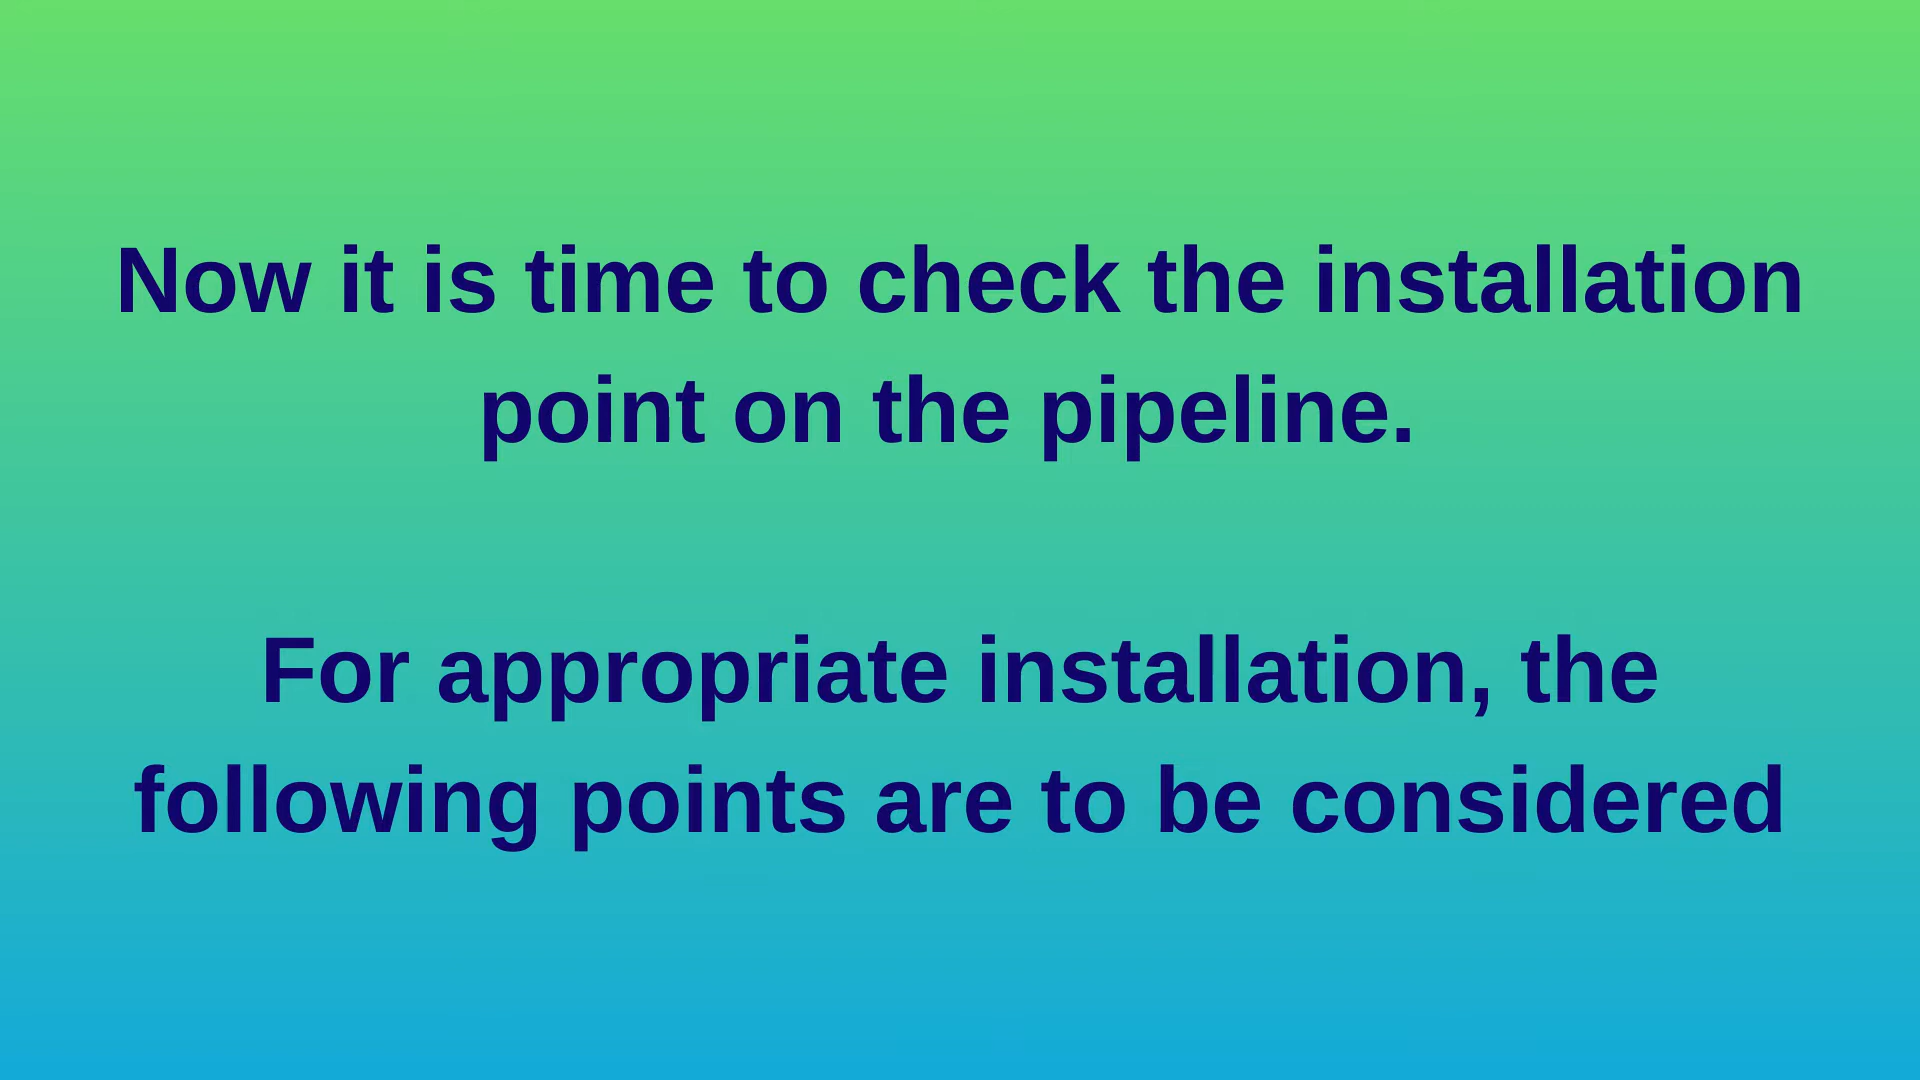 Now it is time to check the installation
point on the pipeline.
For appropriate installation, the
following points are to be considered